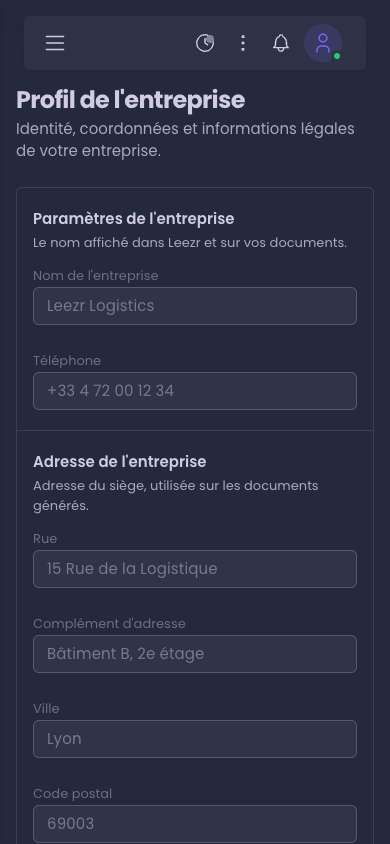 Profil de l'entreprise
Identité, coordonnées et informations légales
de votre entreprise.
Paramètres de l'entreprise
Le nom affiché dans Leezr et sur vos documents.
Nom de l'entreprise
Leezr Logistics
Téléphone
+33 4 72 00 12 34
Adresse de l'entreprise
Adresse du siège, utilisée sur les documents
générés.
Rue
15 Rue de la Logistique
Complément d'adresse
Bâtiment B, 2e étage
Ville
Lyon
Code postal
69003